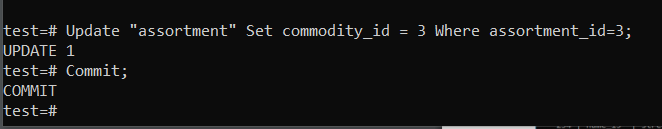 test=# Update "assortment" Set commodity_id = 3 Where assortment_id=3;
UPDATE 1
test=# Commit;
COMMIT
test=#